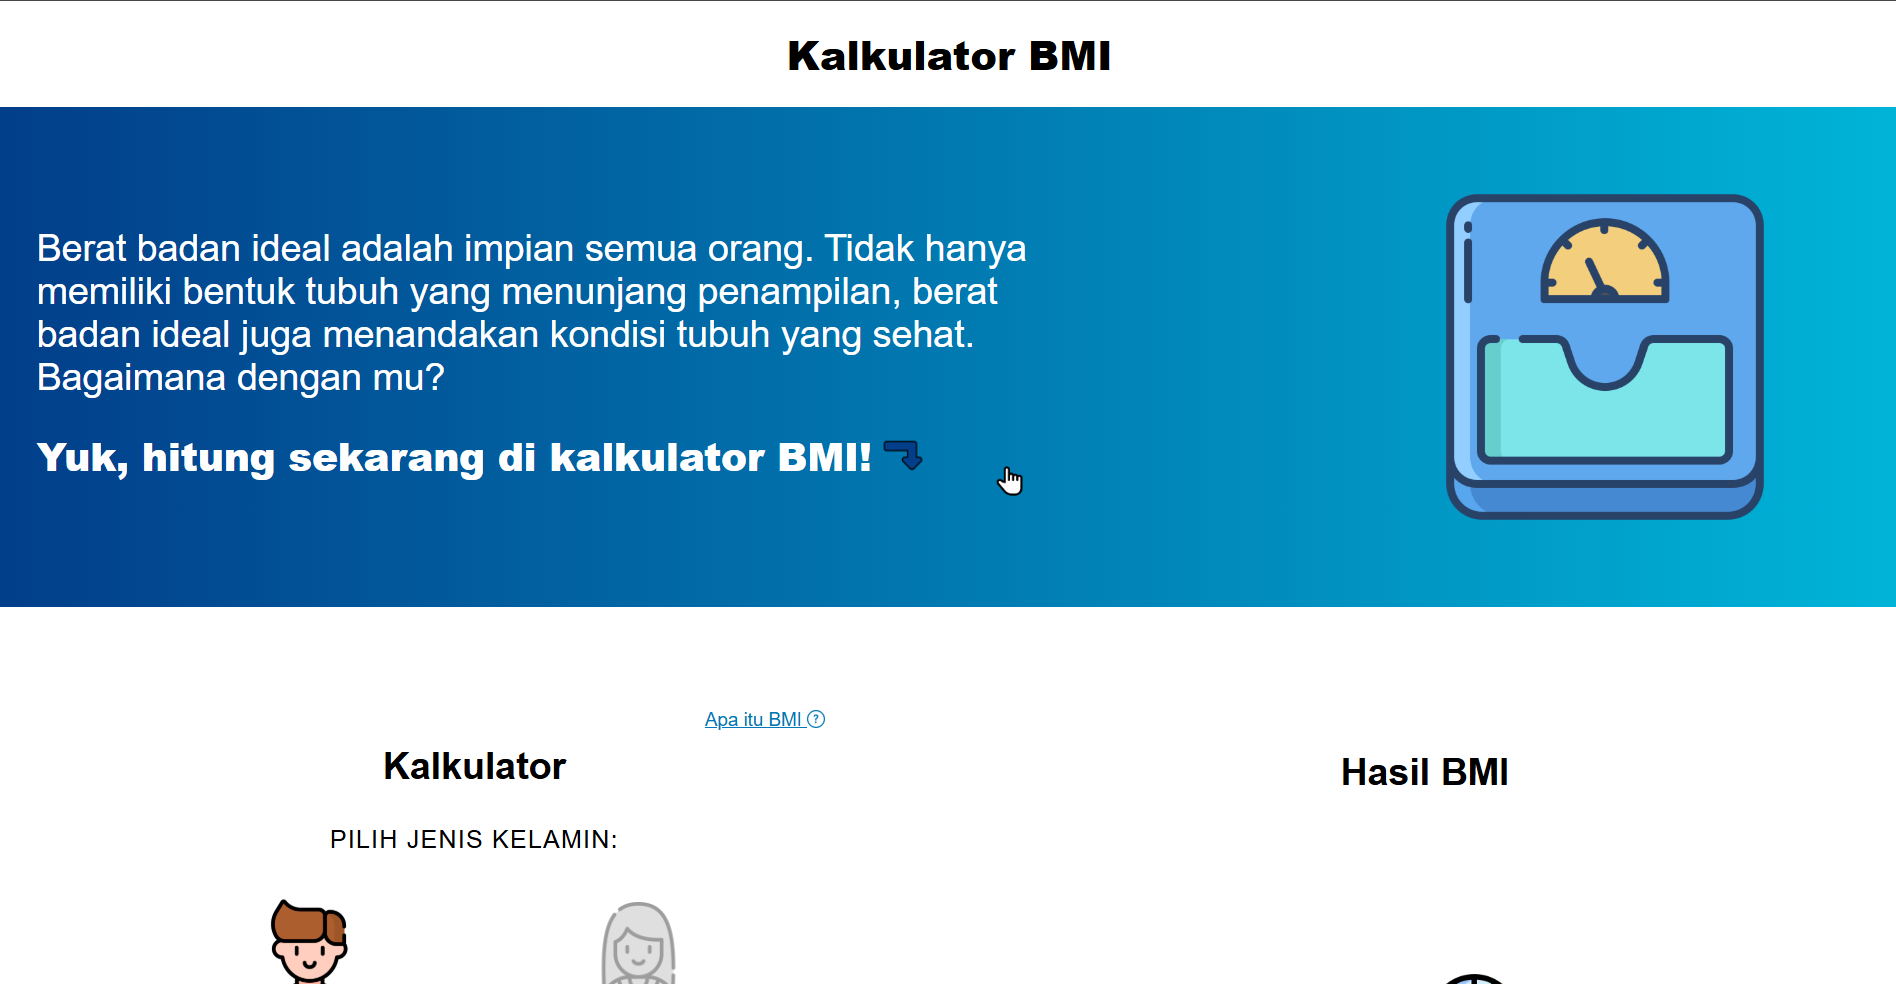 Kalkulator BMI
Berat badan ideal adalah impian semua orang. Tidak hanya
memiliki bentuk tubuh yang menunjang penampilan, berat
badan ideal juga menandakan kondisi tubuh yang sehat.
Bagaimana dengan mu?
Yuk, hitung sekarang di kalkulator BMI!
Apa itu BMI ?
Kalkulator
PILIH JENIS KELAMIN:
Hasil BMI